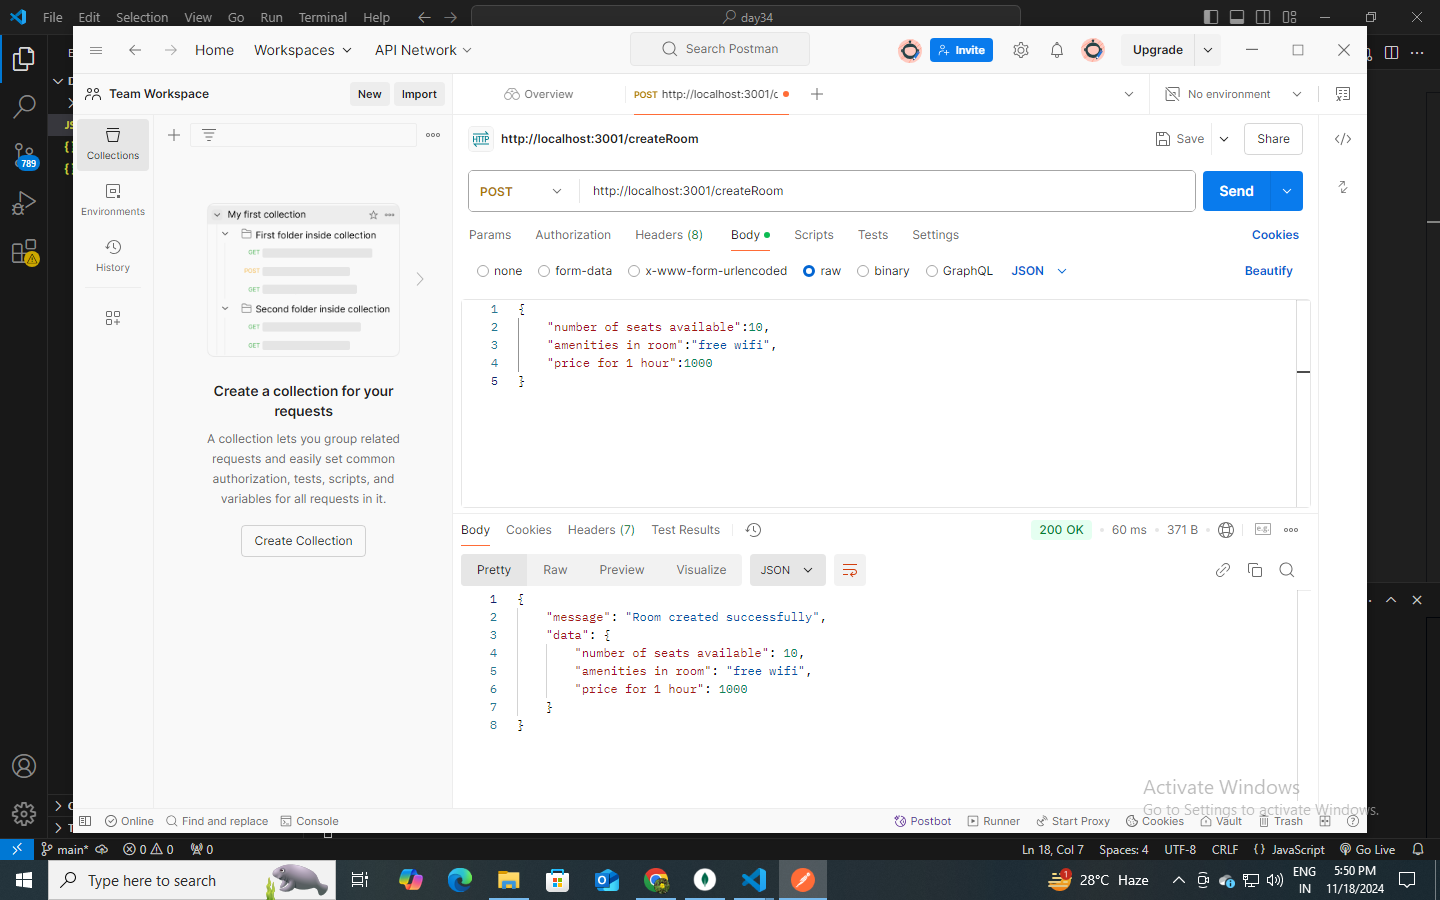 File Edit Selection View Go Run Terminal Help
day34
Home Workspaces API Network
Search Postman
Invite
Upgrade
Team Workspace
New Import
Overview
POST http://localhost:3001/c
No environment
Collections
Environments
History
789
http://localhost:3001/createRoom
Save
Share
POST http://localhost:3001/createRoom
Send
Params Authorization Headers (8) Body Scripts Tests Settings
Cookies
none form-data x-www-form-urlencoded raw binary GraphQL JSON
Beautify
1 {
2 "number of seats available":10,
3 "amenities in room":"free wifi",
4 "price for 1 hour":1000
5 }
My first collection
First folder inside collection
GET
POST
GET
Second folder inside collection
GET
GET
Create a collection for your
requests
A collection lets you group related
requests and easily set common
authorization, tests, scripts, and
variables for all requests in it.
Create Collection
Body Cookies Headers (7) Test Results
200 OK 60 ms 371 B
e.g.
Pretty Raw Preview Visualize JSON
1 {
2 "message": "Room created successfully",
3 "data": {
4 "number of seats available": 10,
5 "amenities in room": "free wifi",
6 "price for 1 hour": 1000
7 }
8 }
Activate Windows
Go to Settings to activate Windows.
Online Find and replace Console
Postbot Runner Start Proxy Cookies Vault Trash
main* 0 0 0
Ln 18, Col 7 Spaces: 4 UTF-8 CRLF {} JavaScript Go Live
Type here to search
1
28°C Haze
ENG
IN
5:50 PM
11/18/2024